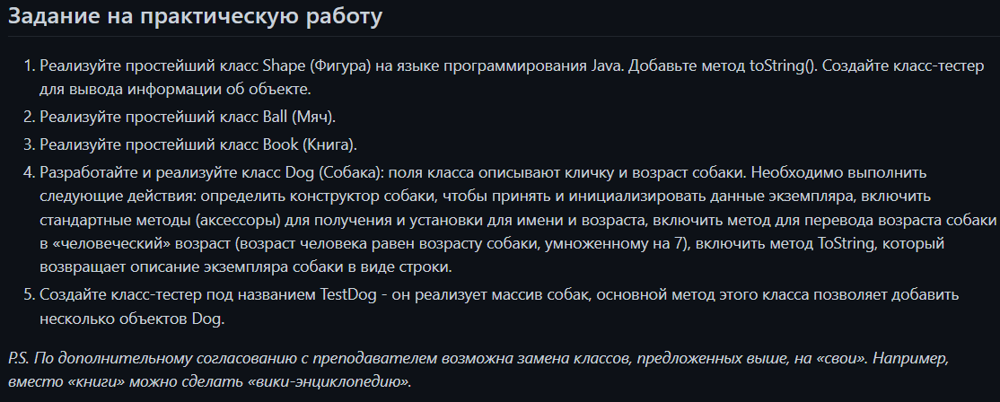 Задание на практическую работу
1. Реализуйте простейший класс Shape (Фигура) на языке программирования Java. Добавьте метод toString(). Создайте класс-тестер
для вывода информации об объекте.
2. Реализуйте простейший класс Ball (Мяч).
3. Реализуйте простейший класс Book (Книга).
4. Разработайте и реализуйте класс Dog (Собака): поля класса описывают кличку и возраст собаки. Необходимо выполнить
следующие действия: определить конструктор собаки, чтобы принять и инициализировать данные экземпляра, включить
стандартные методы (аксессоры) для получения и установки для имени и возраста, включить метод для перевода возраста собаки
в «человеческий» возраст (возраст человека равен возрасту собаки, умноженному на 7), включить метод ToString, который
возвращает описание экземпляра собаки в виде строки.
5. Создайте класс-тестер под названием TestDog - он реализует массив собак, основной метод этого класса позволяет добавить
несколько объектов Dog.
P.S. По дополнительному согласованию с преподавателем возможна замена классов, предложенных выше, на «свои». Например,
вместо «книги» можно сделать «вики-энциклопедию».